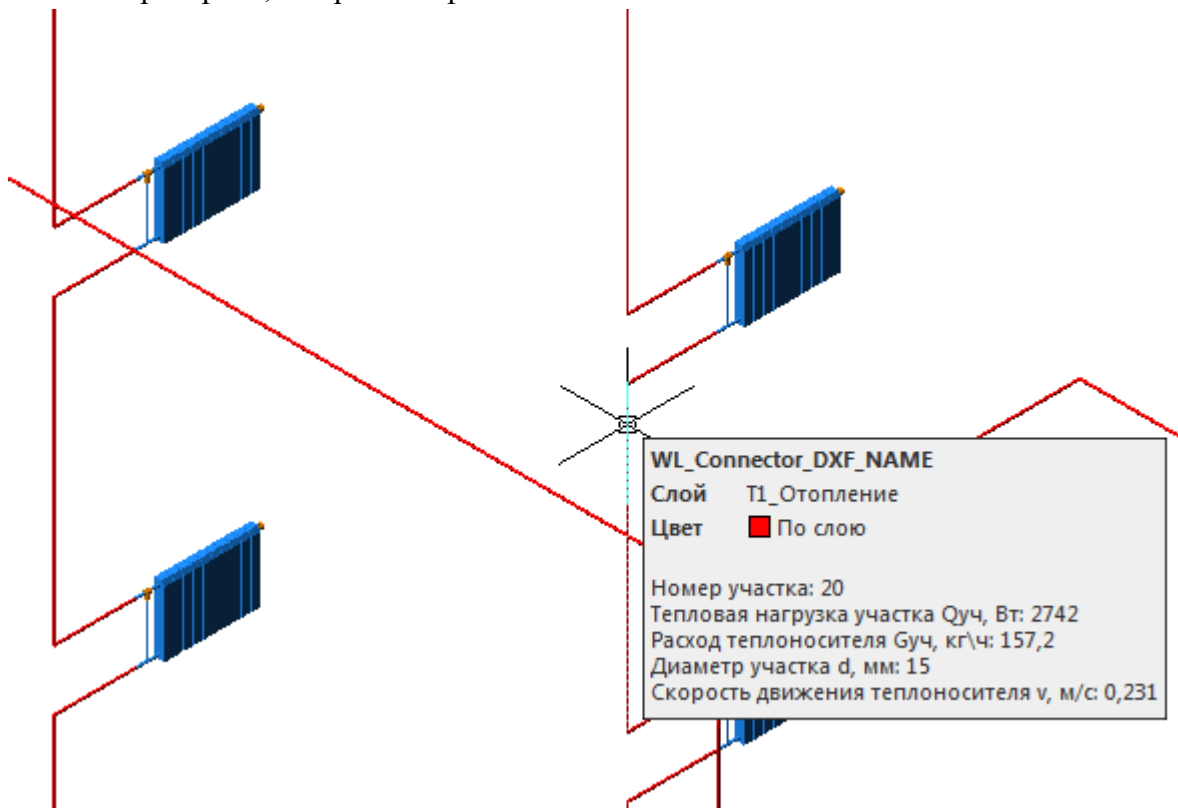 WL_Connector_DXF_NAME
Слой T1_Отопление
Цвет По слою
Номер участка: 20
Тепловая нагрузка участка Qуч, Вт: 2742
Расход теплоносителя Gуч, кг\ч: 157,2
Диаметр участка d, мм: 15
Скорость движения теплоносителя v, м/с: 0,231